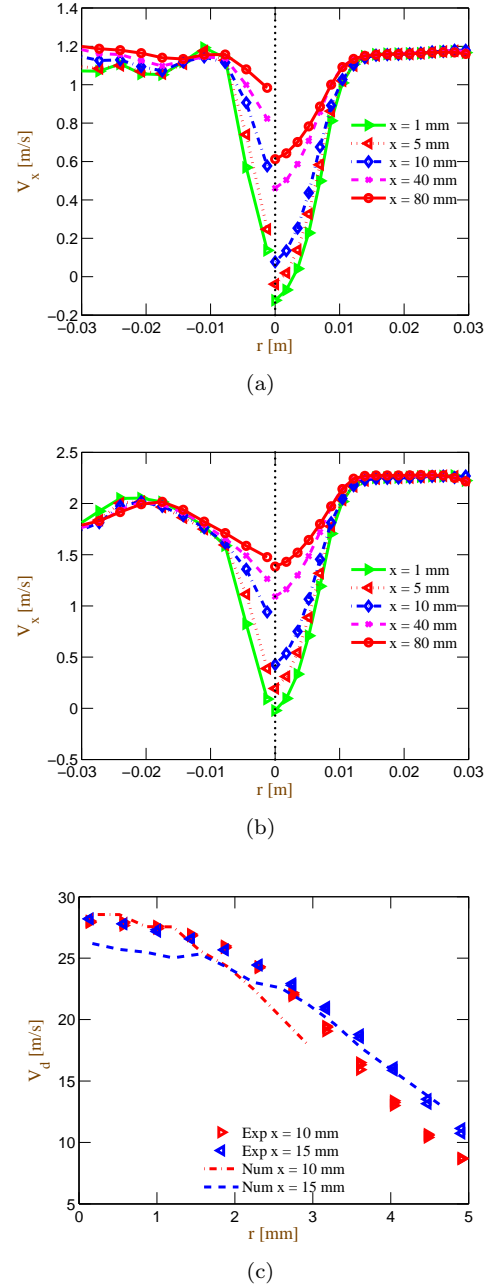 1.4
1.2
1
0.8
0.6
0.4
0.2
0
−0.2
V_x [m/s]
x = 1 mm
x = 5 mm
x = 10 mm
x = 40 mm
x = 80 mm
−0.03 −0.02 −0.01 0 0.01 0.02 0.03
r [m]
(a)
2.5
2
1.5
1
0.5
0
−0.5
V_x [m/s]
x = 1 mm
x = 5 mm
x = 10 mm
x = 40 mm
x = 80 mm
−0.03 −0.02 −0.01 0 0.01 0.02 0.03
r [m]
(b)
30
25
20
15
10
5
V_d [m/s]
Exp x = 10 mm
Exp x = 15 mm
Num x = 10 mm
Num x = 15 mm
0 1 2 3 4 5
r [mm]
(c)